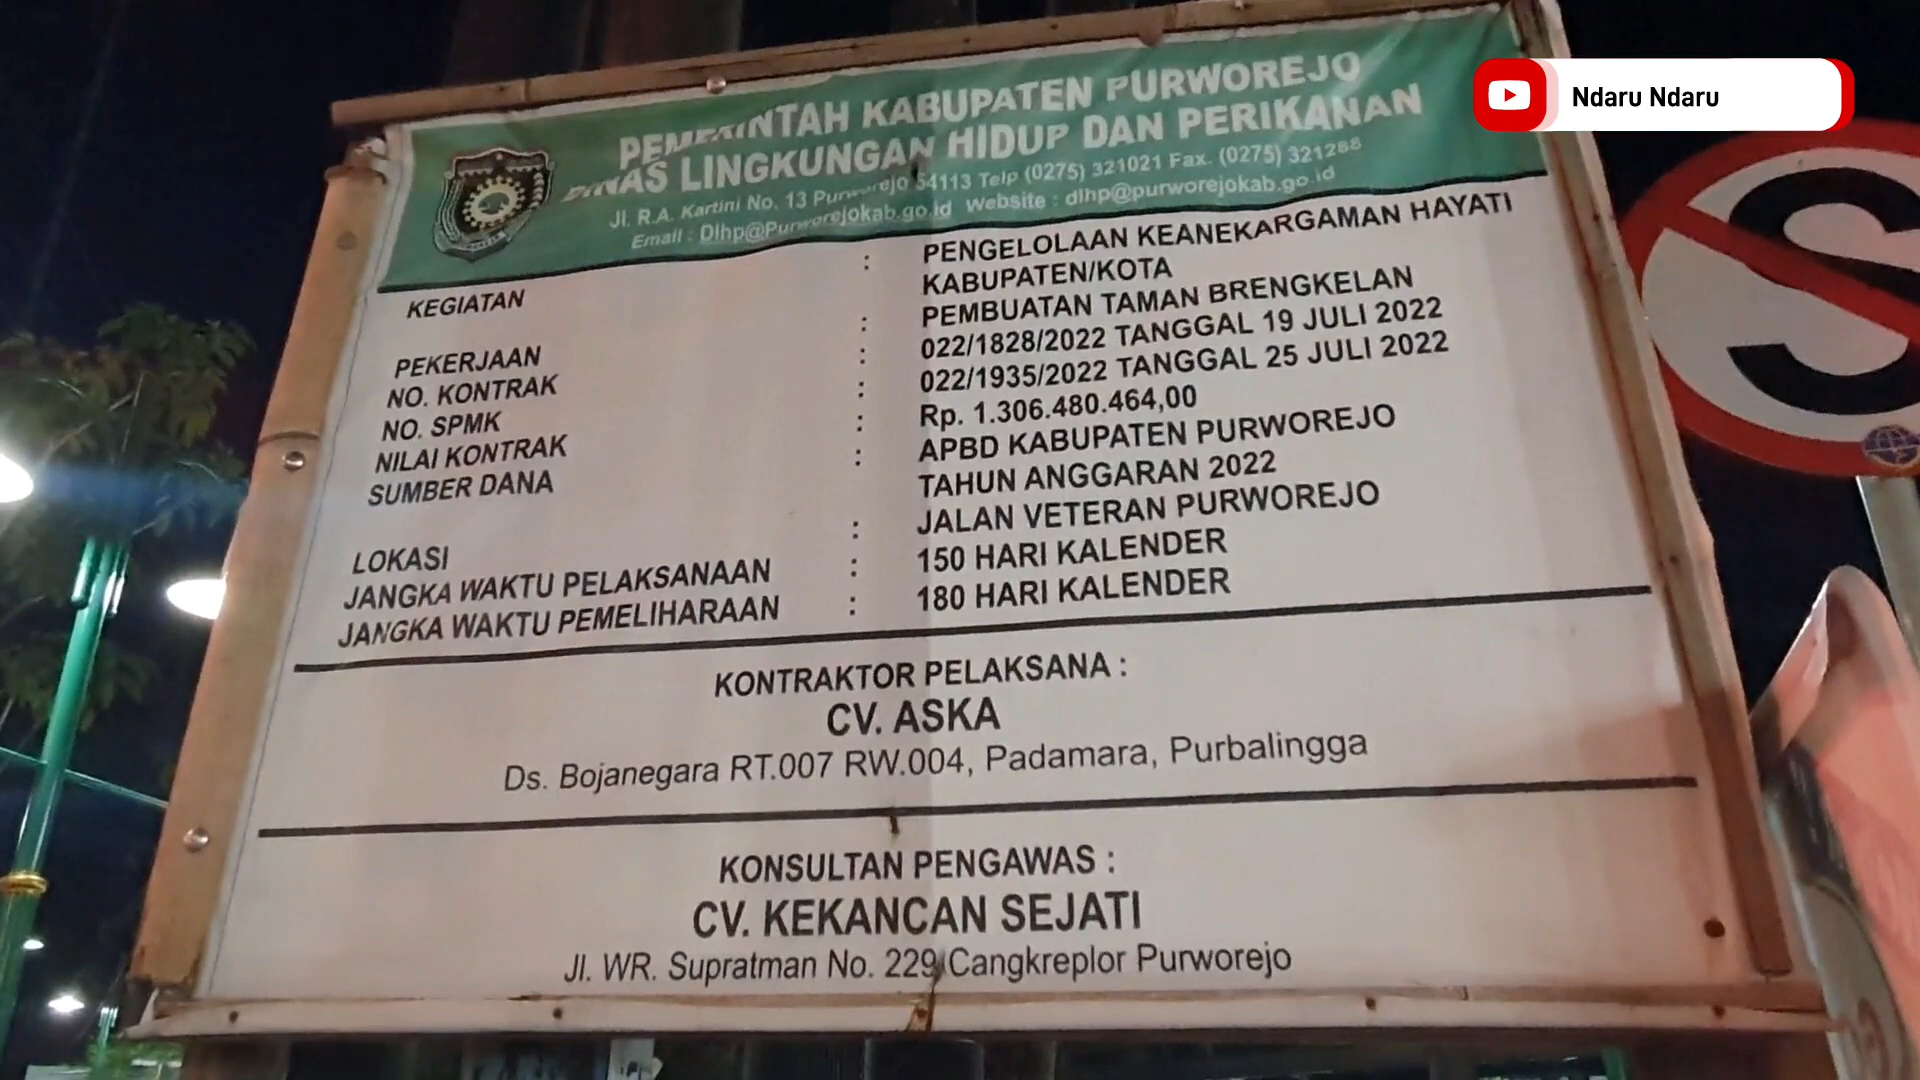 Ndaru Ndaru
PEMERINTAH KABUPATEN PURWOREJO
DINAS LINGKUNGAN HIDUP DAN PERIKANAN
Jl. R.A. Kartini No. 13 Purworejo 54113 Telp (0275) 321021 Fax. (0275) 321288
Email : Dlhp@Purworejokab.go.id Website : dlhp@purworejokab.go.id
KEGIATAN : PENGELOLAAN KEANEKARGAMAN HAYATI
KABUPATEN/KOTA
PEKERJAAN : PEMBUATAN TAMAN BRENGKELAN
NO. KONTRAK : 022/1828/2022 TANGGAL 19 JULI 2022
NO. SPMK : 022/1935/2022 TANGGAL 25 JULI 2022
NILAI KONTRAK : Rp. 1.306.480.464,00
SUMBER DANA : APBD KABUPATEN PURWOREJO
TAHUN ANGGARAN 2022
LOKASI : JALAN VETERAN PURWOREJO
JANGKA WAKTU PELAKSANAAN : 150 HARI KALENDER
JANGKA WAKTU PEMELIHARAAN : 180 HARI KALENDER
KONTRAKTOR PELAKSANA :
CV. ASKA
Ds. Bojanegara RT.007 RW.004, Padamara, Purbalingga
KONSULTAN PENGAWAS :
CV. KEKANCAN SEJATI
Jl. WR. Supratman No. 229 Cangkreplor Purworejo
S